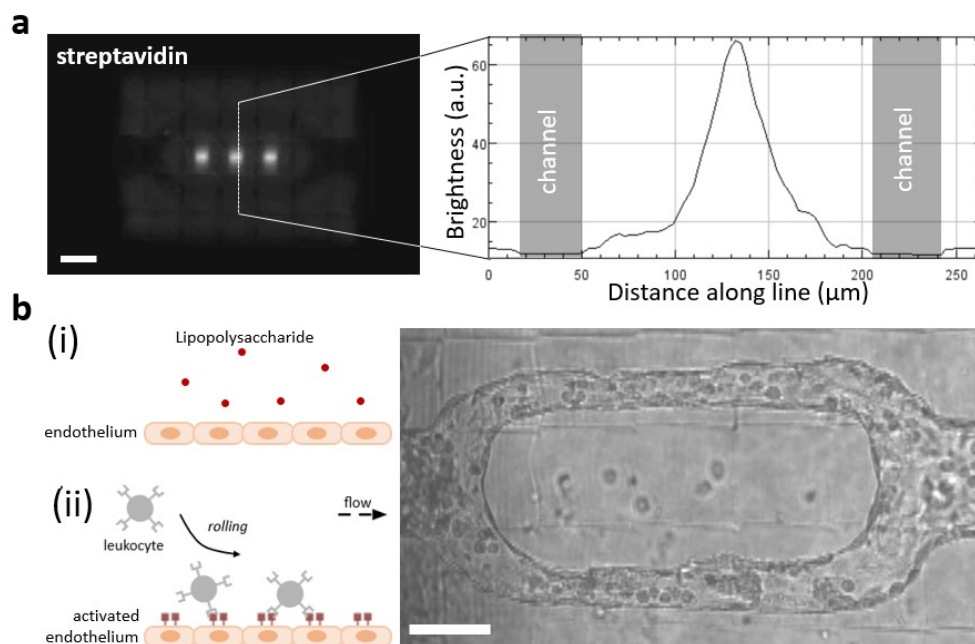 a
streptavidin
Brightness (a.u.)
60
40
20
channel
channel
0
50
100
150
200
250
Distance along line (µm)
b
(i)
Lipopolysaccharide
endothelium
(ii)
leukocyte
rolling
flow
activated
endothelium